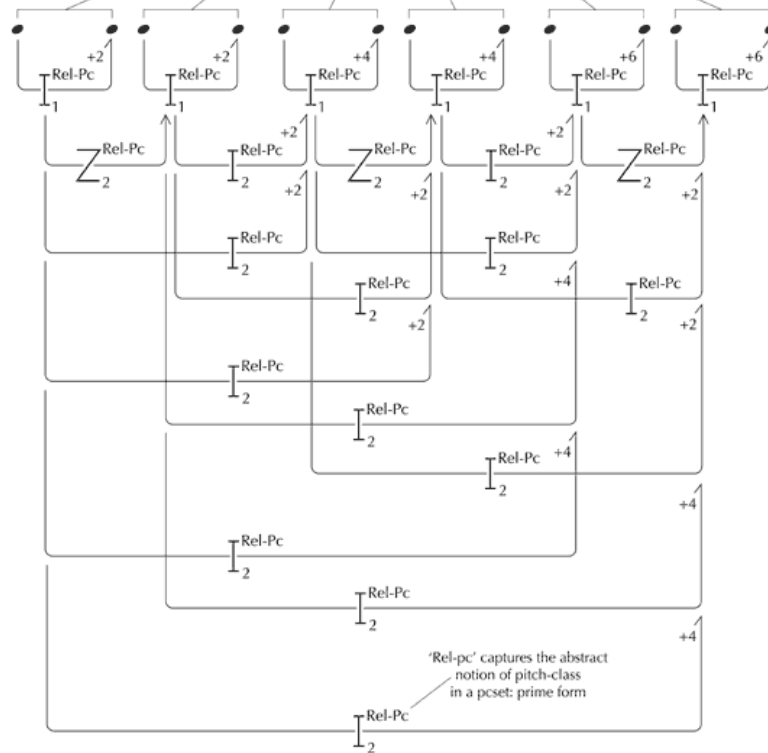 +2 +2 +4 +4 +6 +6
Rel-Pc Rel-Pc Rel-Pc Rel-Pc Rel-Pc Rel-Pc
1 1 1 1 1 1
+2 +2
Rel-Pc Rel-Pc Rel-Pc Rel-Pc Rel-Pc
2 2 2 2 2
+2 +2 +2 +2
Rel-Pc Rel-Pc
2 2
+4
Rel-Pc Rel-Pc
2 2
+2 +2
Rel-Pc
2
Rel-Pc
2
+4
Rel-Pc
2
+4
Rel-Pc
2
Rel-Pc
2
+4
'Rel-pc' captures the abstract
notion of pitch-class
in a pcset: prime form
Rel-Pc
2